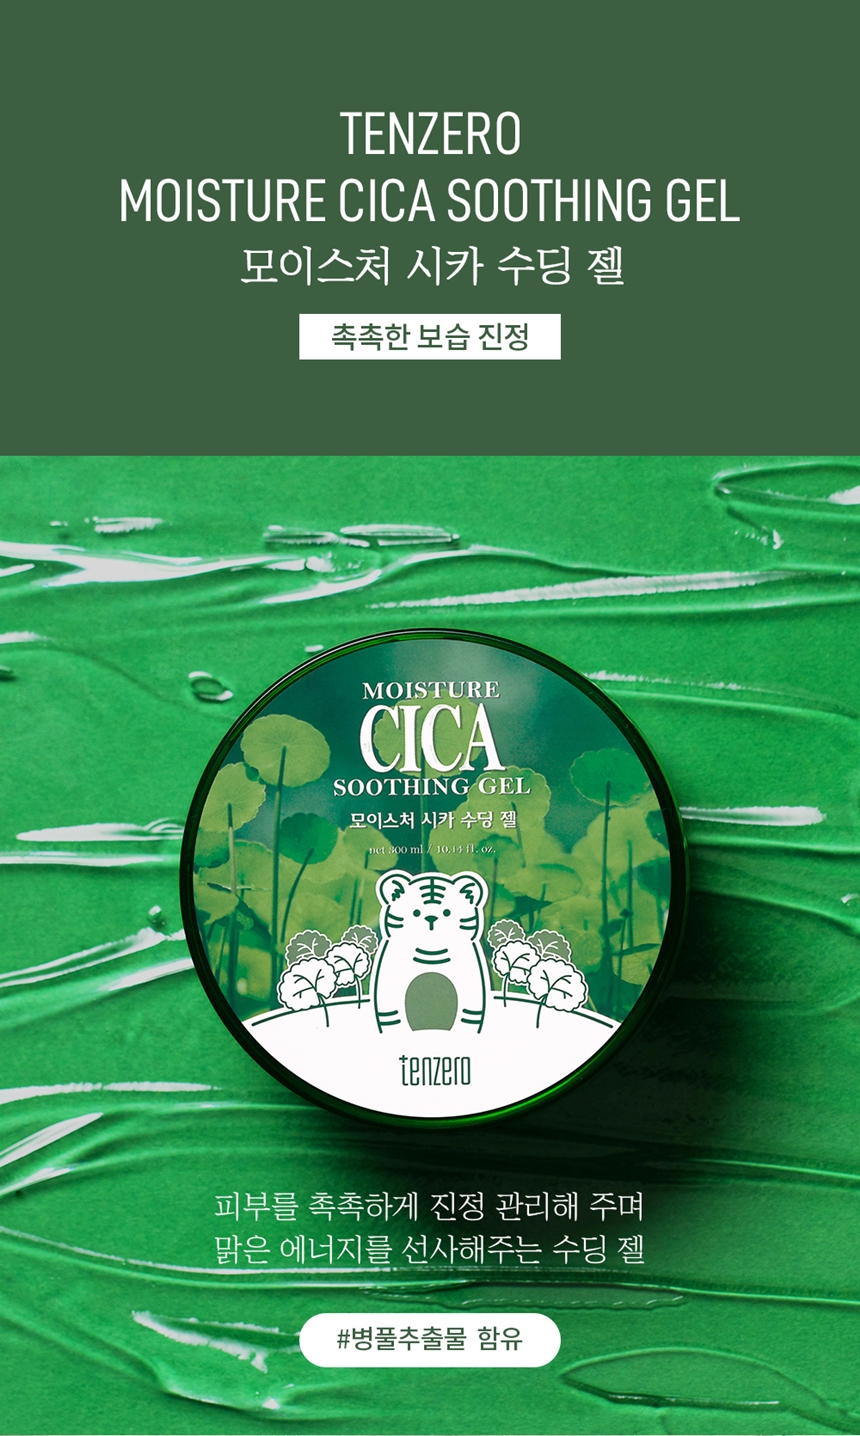 TENZERO
MOISTURE CICA SOOTHING GEL
모이스처 시카 수딩 젤
촉촉한 보습 진정
MOISTURE
CICA
SOOTHING GEL
모이스처 시카 수딩 젤
net 300 ml / 10.14 fl. oz.
tenzero
피부를 촉촉하게 진정 관리해 주며
맑은 에너지를 선사해주는 수딩 젤
#병풀추출물 함유